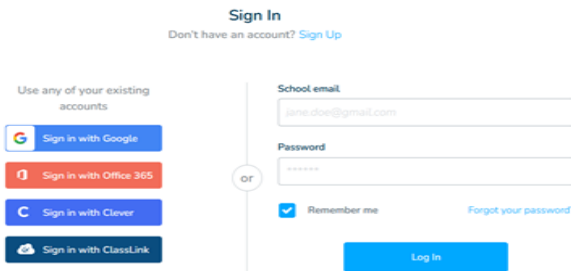 Sign In
Don't have an account? Sign Up
Use any of your existing
accounts
Sign in with Google
Sign in with Office 365
Sign in with Clever
Sign in with ClassLink
or
School email
jane.doe@gmail.com
Password
******
Remember me
Forgot your password?
Log In